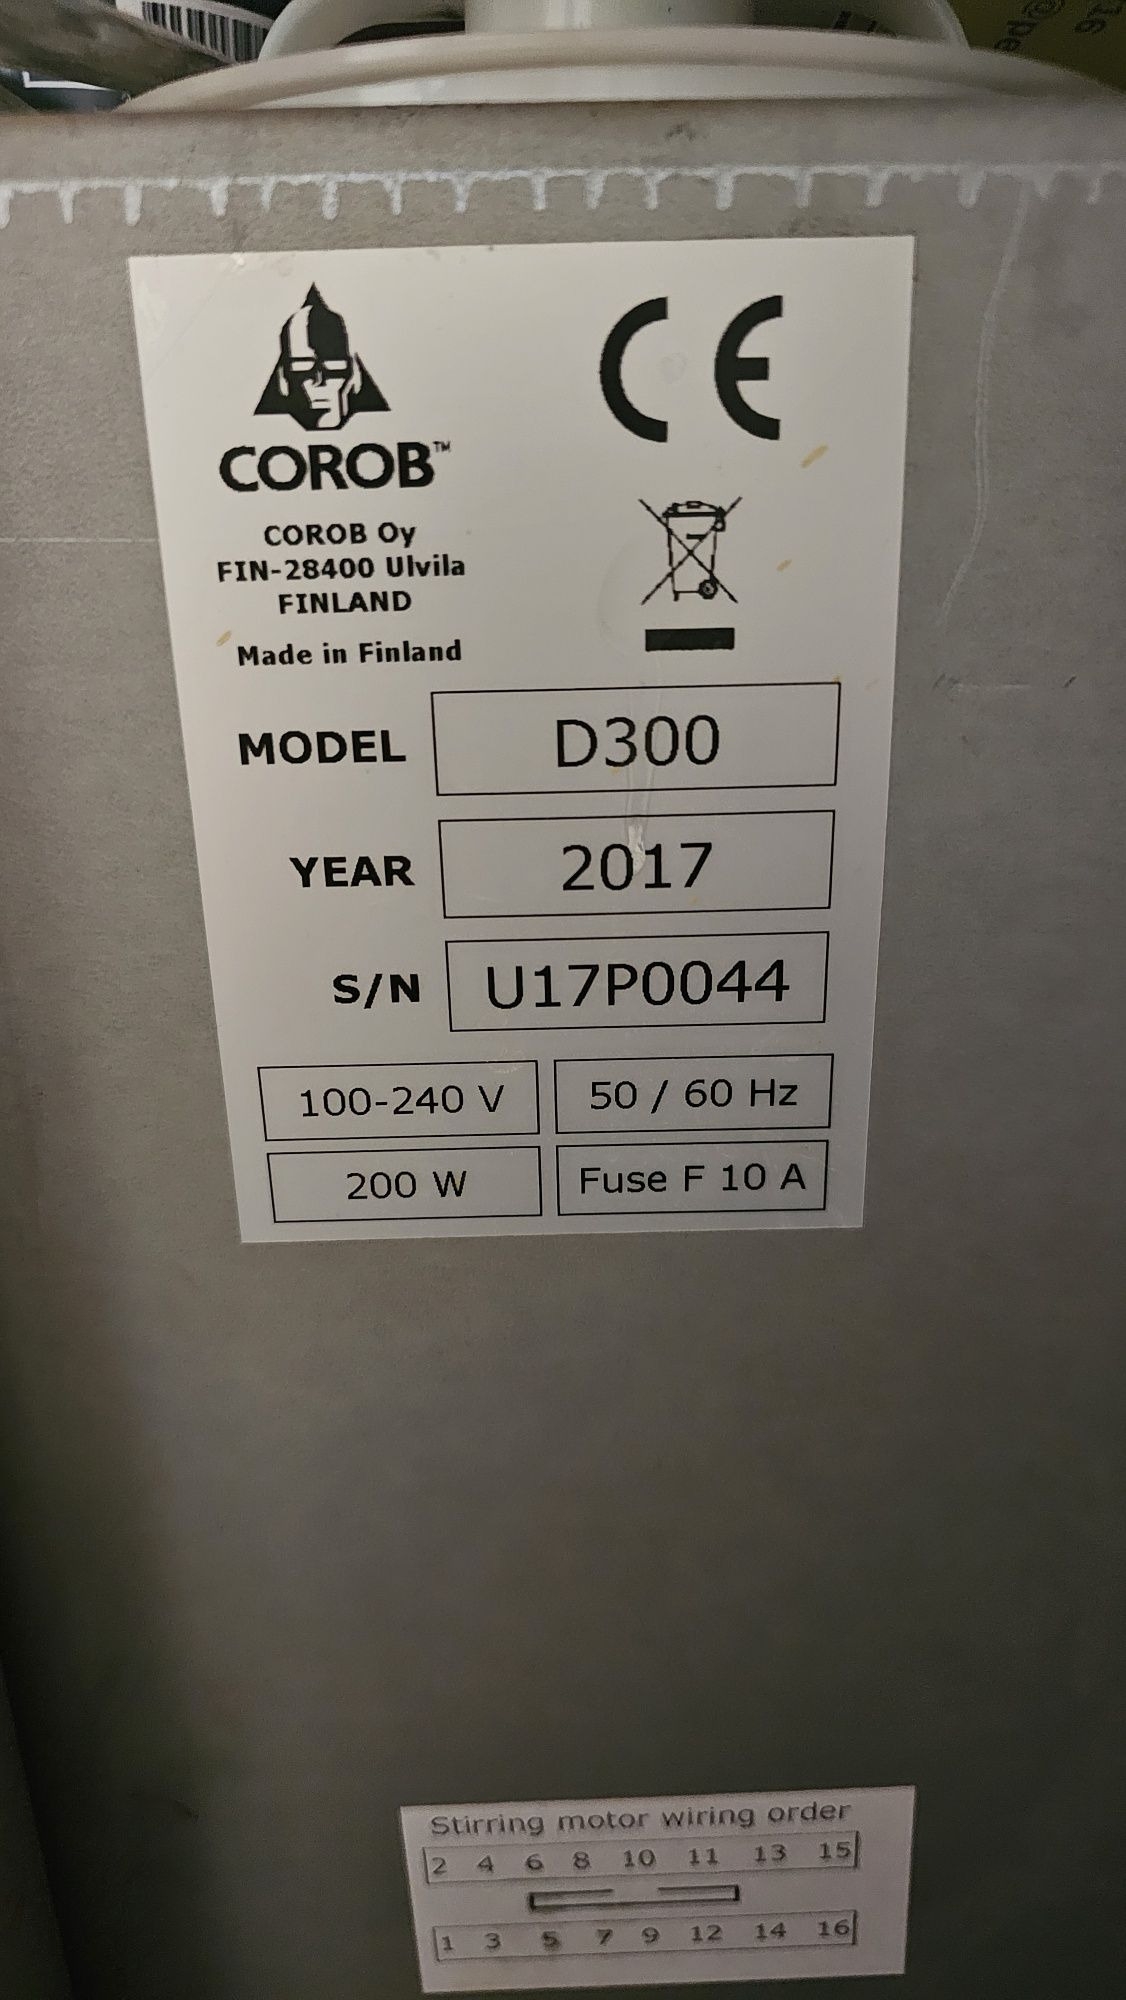 COROB™
COROB Oy
FIN-28400 Ulvila
FINLAND
Made in Finland
CE
MODEL D300
YEAR 2017
S/N U17P0044
100-240 V 50 / 60 Hz
200 W Fuse F 10 A
Stirring motor wiring order
2 4 6 8 10 11 13 15
1 3 5 7 9 12 14 16